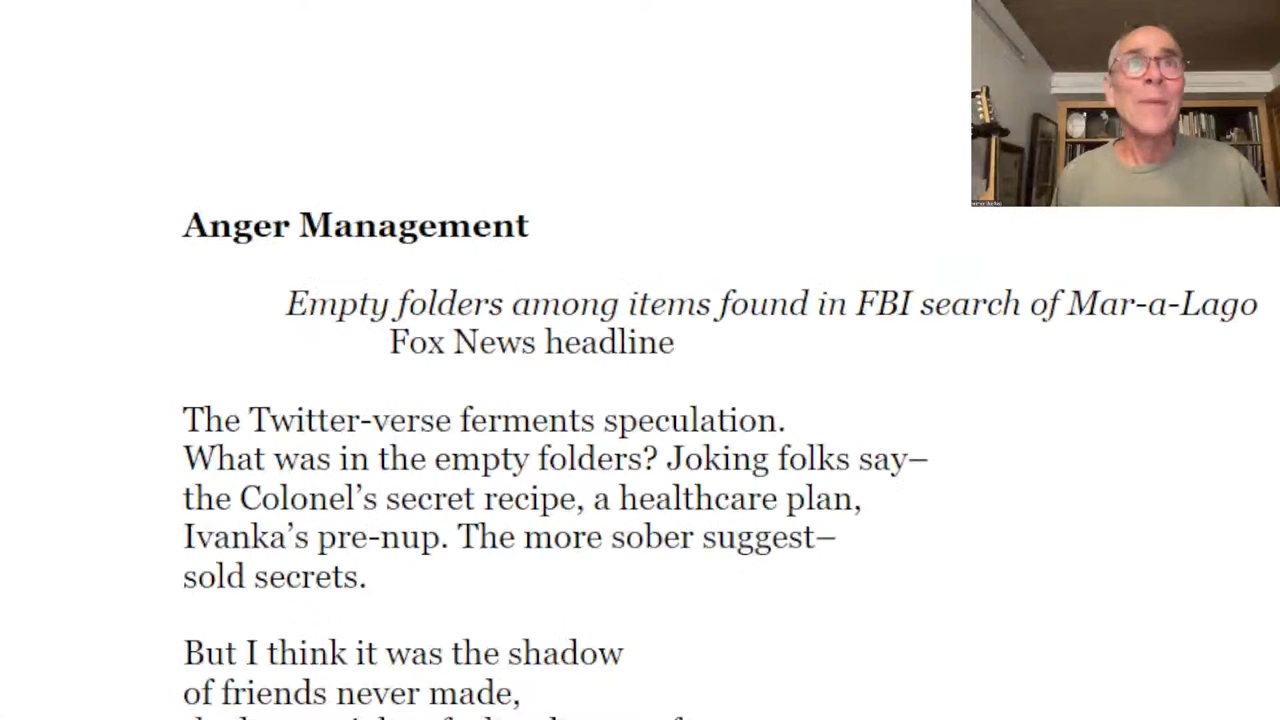 Anger Management
Empty folders among items found in FBI search of Mar-a-Lago
Fox News headline
The Twitter-verse ferments speculation.
What was in the empty folders? Joking folks say–
the Colonel’s secret recipe, a healthcare plan,
Ivanka’s pre-nup. The more sober suggest–
sold secrets.
But I think it was the shadow
of friends never made,